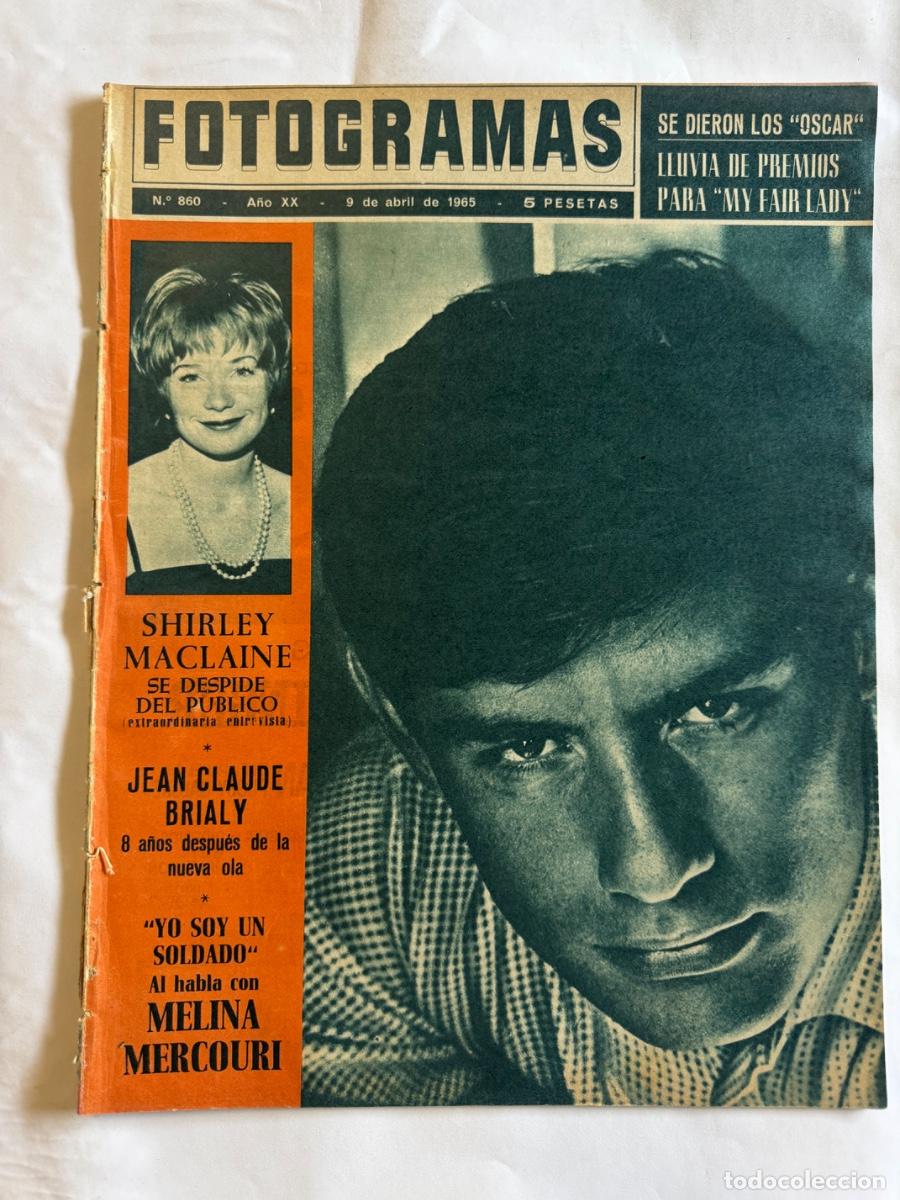 FOTOGRAMAS
N.º 860 - Año XX - 9 de abril de 1965 - 5 PESETAS
SE DIERON LOS "OSCAR"
LLUVIA DE PREMIOS
PARA "MY FAIR LADY"
SHIRLEY
MACLAINE
SE DESPIDE
DEL PUBLICO
(extraordinaria entrevista)
*
JEAN CLAUDE
BRIALY
8 años después de la
nueva ola
*
"YO SOY UN
SOLDADO"
Al habla con
MELINA
MERCOURI
todocoleccion